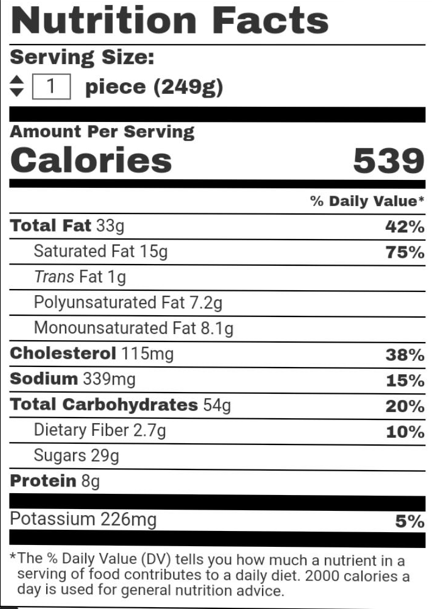 Nutrition Facts
Serving Size:
1 piece (249g)
Amount Per Serving
Calories 539
% Daily Value*
Total Fat 33g 42%
Saturated Fat 15g 75%
Trans Fat 1g
Polyunsaturated Fat 7.2g
Monounsaturated Fat 8.1g
Cholesterol 115mg 38%
Sodium 339mg 15%
Total Carbohydrates 54g 20%
Dietary Fiber 2.7g 10%
Sugars 29g
Protein 8g
Potassium 226mg 5%
*The % Daily Value (DV) tells you how much a nutrient in a
serving of food contributes to a daily diet. 2000 calories a
day is used for general nutrition advice.